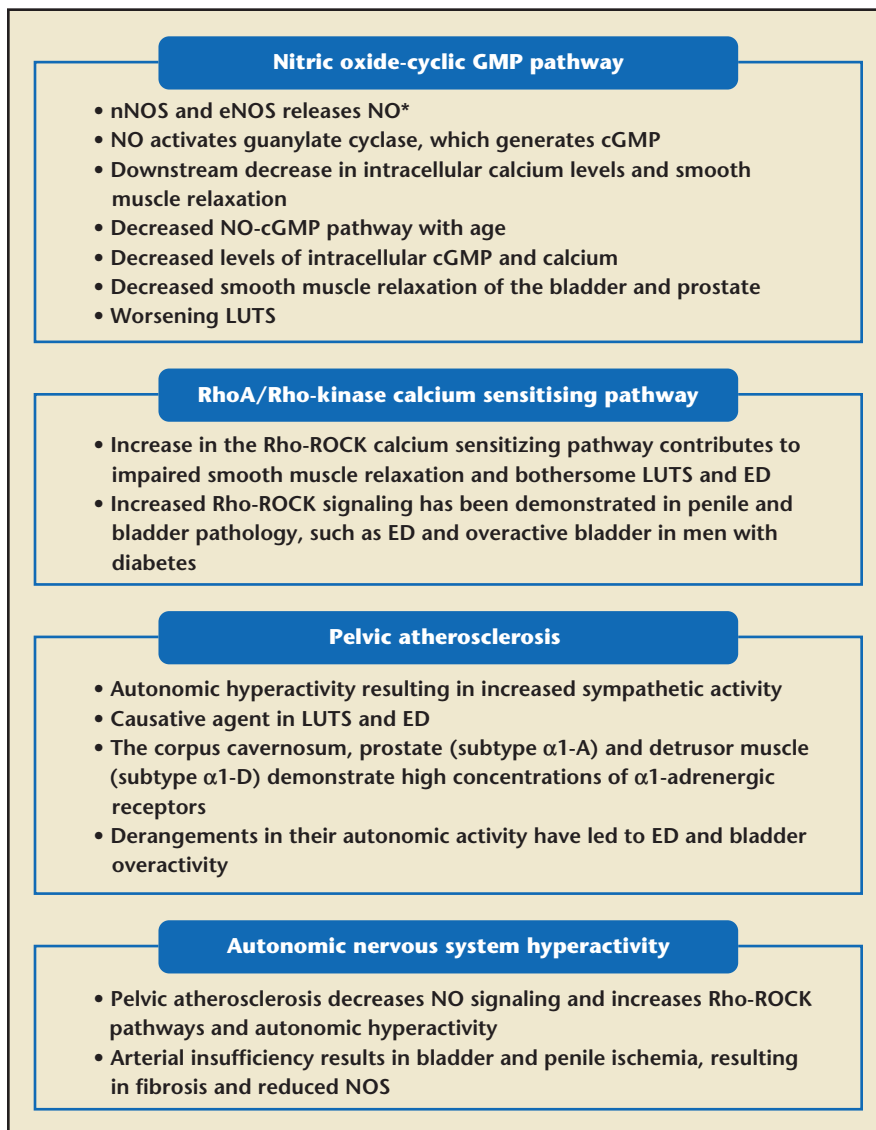 Nitric oxide-cyclic GMP pathway
• nNOS and eNOS releases NO*
• NO activates guanylate cyclase, which generates cGMP
• Downstream decrease in intracellular calcium levels and smooth
muscle relaxation
• Decreased NO-cGMP pathway with age
• Decreased levels of intracellular cGMP and calcium
• Decreased smooth muscle relaxation of the bladder and prostate
• Worsening LUTS
RhoA/Rho-kinase calcium sensitising pathway
• Increase in the Rho-ROCK calcium sensitizing pathway contributes to
impaired smooth muscle relaxation and bothersome LUTS and ED
• Increased Rho-ROCK signaling has been demonstrated in penile and
bladder pathology, such as ED and overactive bladder in men with
diabetes
Pelvic atherosclerosis
• Autonomic hyperactivity resulting in increased sympathetic activity
• Causative agent in LUTS and ED
• The corpus cavernosum, prostate (subtype α1-A) and detrusor muscle
(subtype α1-D) demonstrate high concentrations of α1-adrenergic
receptors
• Derangements in their autonomic activity have led to ED and bladder
overactivity
Autonomic nervous system hyperactivity
• Pelvic atherosclerosis decreases NO signaling and increases Rho-ROCK
pathways and autonomic hyperactivity
• Arterial insufficiency results in bladder and penile ischemia, resulting
in fibrosis and reduced NOS